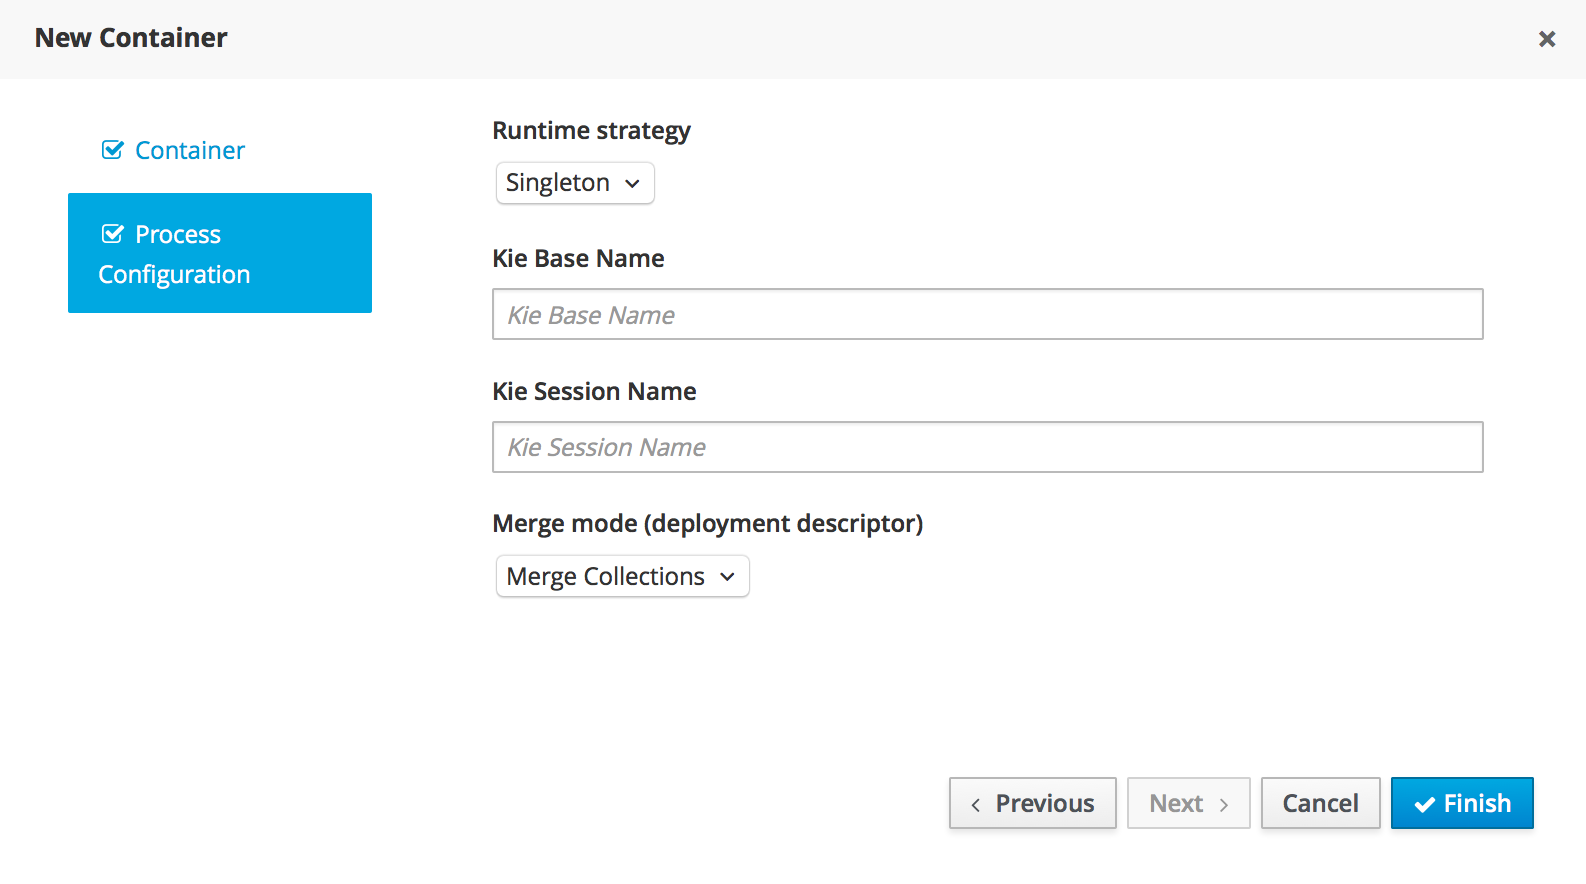 New Container
Container
Process
Configuration
Runtime strategy
Singleton
Kie Base Name
Kie Base Name
Kie Session Name
Kie Session Name
Merge mode (deployment descriptor)
Merge Collections
Previous
Next
Cancel
Finish